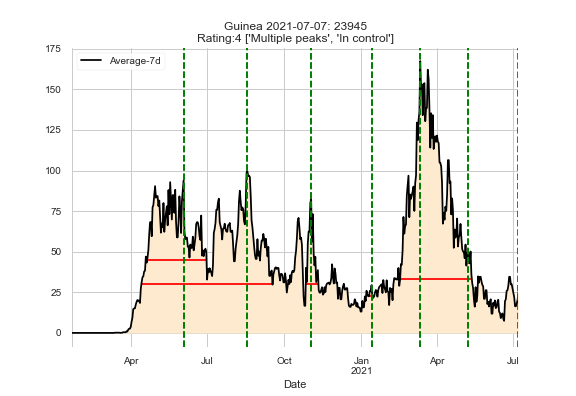 Guinea 2021-07-07: 23945
Rating:4 ['Multiple peaks', 'In control']
Average-7d
175
150
125
100
75
50
25
0
Apr
Jul
Oct
Jan
2021
Apr
Jul
Date